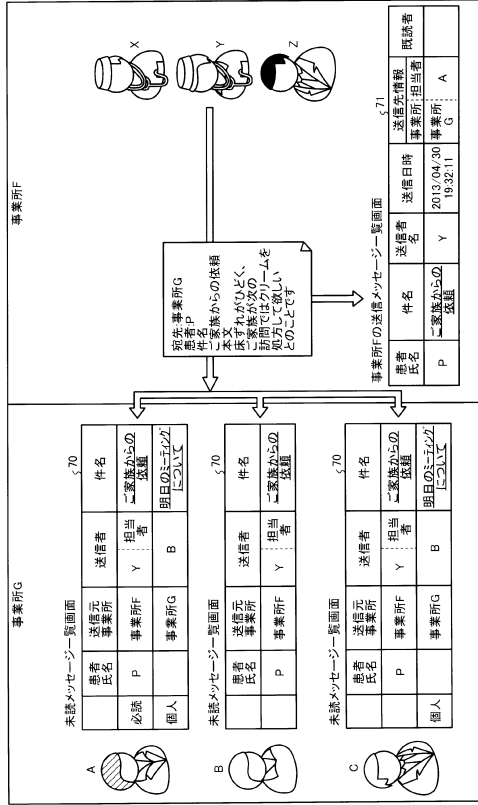 事業所G
事業所F
A
未読メッセージ一覧画面
70
患者氏名 送信元事業所 送信者 件名
必読 P 事業所F Y 担当者 ご家族からの依頼
個人 事業所G B 明日のミーティングについて
B
未読メッセージ一覧画面
70
患者氏名 送信元事業所 送信者 件名
P 事業所F Y 担当者 ご家族からの依頼
C
未読メッセージ一覧画面
70
患者氏名 送信元事業所 送信者 件名
P 事業所F Y 担当者 ご家族からの依頼
個人 事業所G B 明日のミーティングについて
宛先:事業所G
患者:P
件名
ご家族からの依頼
本文
床ずれがひどく、
ご家族が次の
訪問ではクリームを
処方して欲しい
とのことです
X
Y
Z
事業所Fの送信メッセージ一覧画面
71
患者氏名 件名 送信者名 送信日時 送信先情報 既読者
事業所 担当者
P ご家族からの依頼 Y 2013/04/30 19:32:11 事業所G A